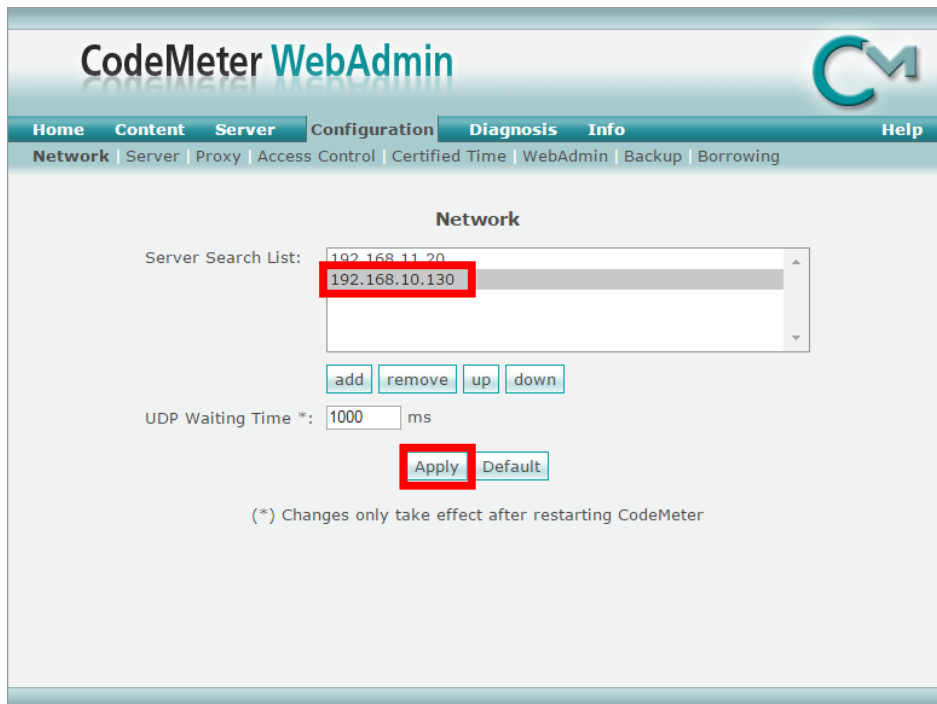 CodeMeter WebAdmin
CM
Home Content Server Configuration Diagnosis Info Help
Network | Server | Proxy | Access Control | Certified Time | WebAdmin | Backup | Borrowing
Network
Server Search List:
192.168.11.20
192.168.10.130
add remove up down
UDP Waiting Time *: 1000 ms
Apply Default
(*) Changes only take effect after restarting CodeMeter